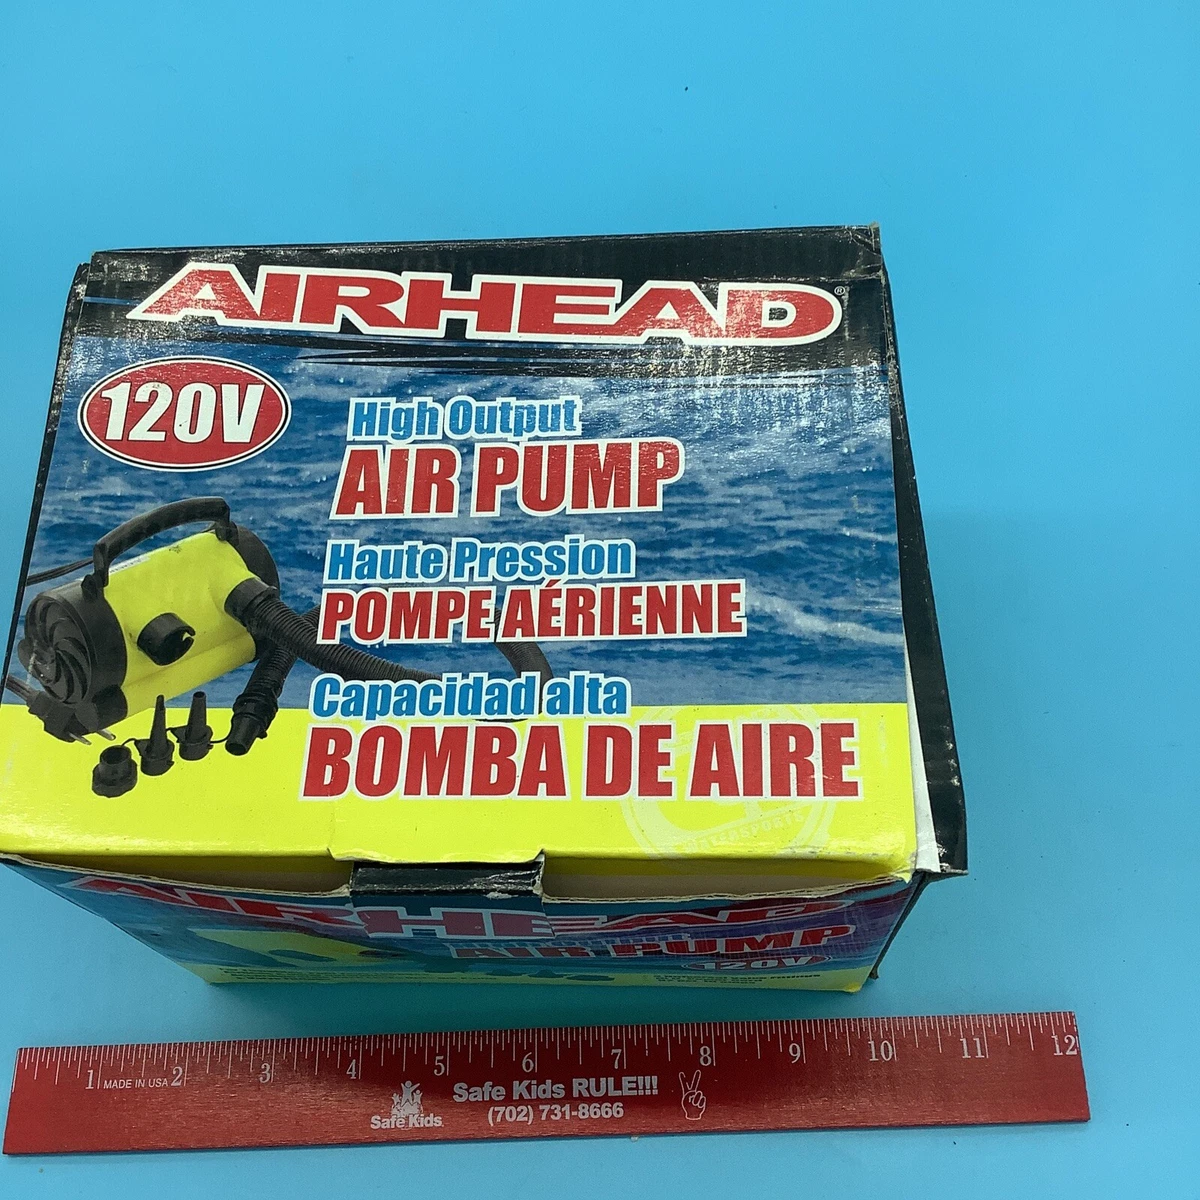 AIRHEAD®
120V
High Output
AIR PUMP
Haute Pression
POMPE AÉRIENNE
Capacidad alta
BOMBA DE AIRE
WATERSPORTS
AIRHEAD
AIR PUMP
120V
1 MADE IN USA 2 3 4 5 6 7 8 9 10 11 12
Safe Kids
Safe Kids RULE!!!
(702) 731-8666